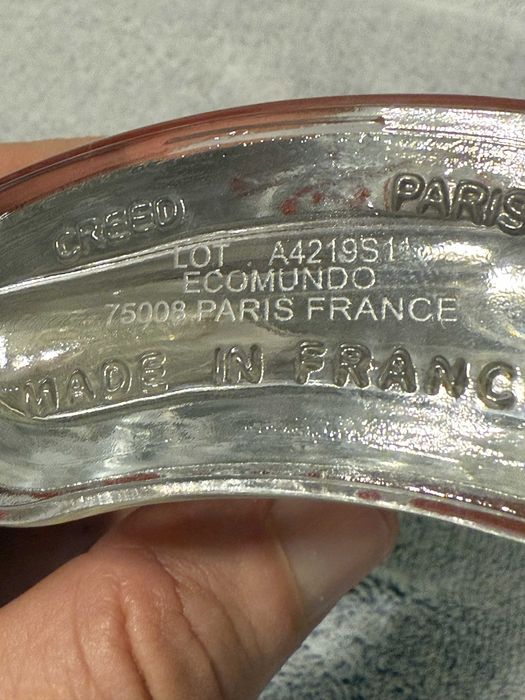 CREED PARIS
LOT A4219S11
ECOMUNDO
75008 PARIS FRANCE
MADE IN FRANC